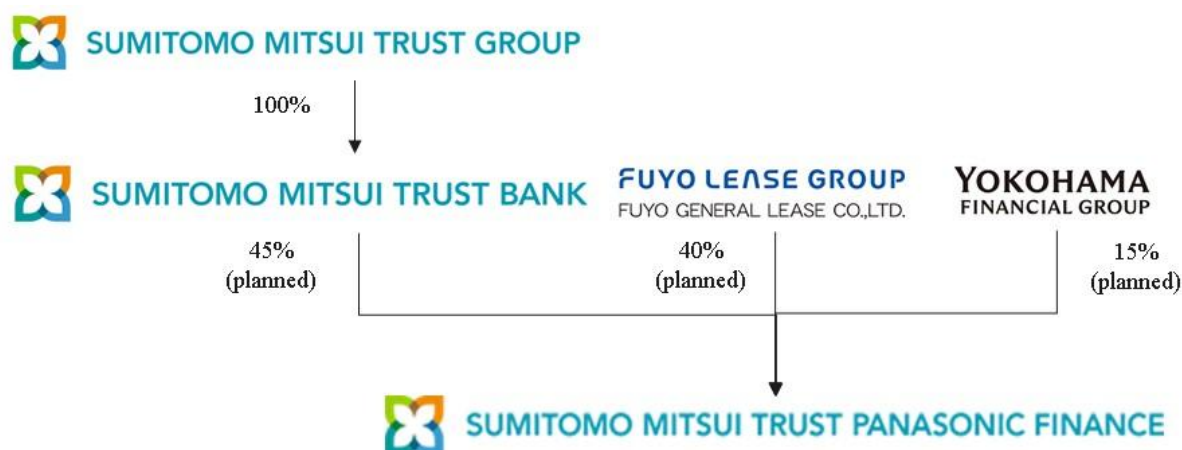 SUMITOMO MITSUI TRUST GROUP
100%
SUMITOMO MITSUI TRUST BANK
FUYO LEASE GROUP
FUYO GENERAL LEASE CO.,LTD.
YOKOHAMA
FINANCIAL GROUP
45%
(planned)
40%
(planned)
15%
(planned)
SUMITOMO MITSUI TRUST PANASONIC FINANCE